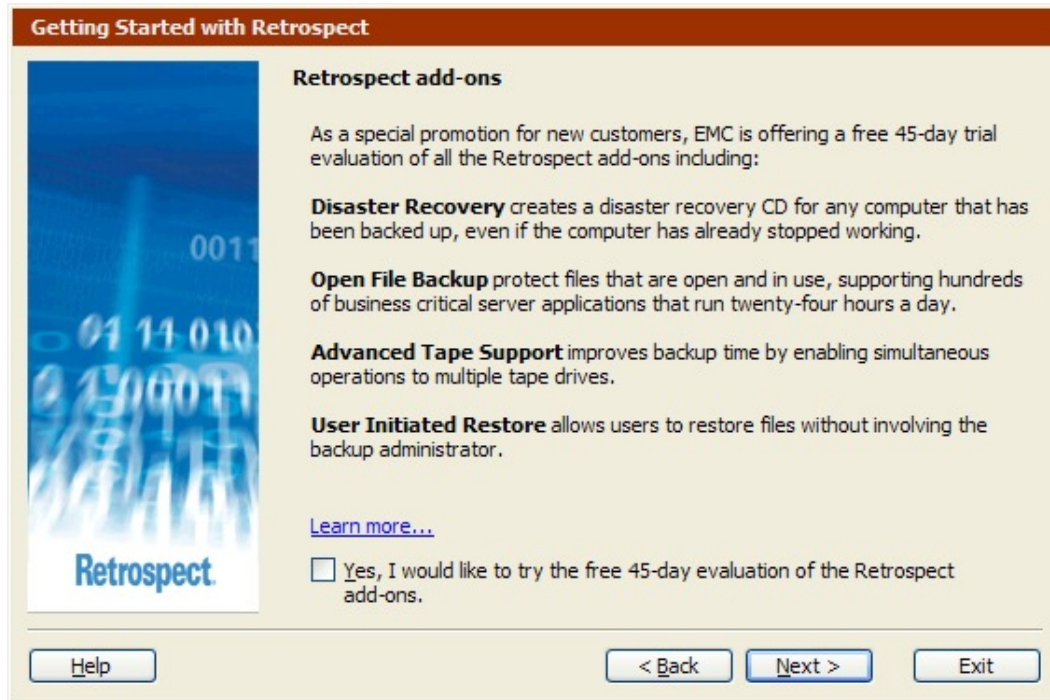 Getting Started with Retrospect
Retrospect add-ons
As a special promotion for new customers, EMC is offering a free 45-day trial
evaluation of all the Retrospect add-ons including:
Disaster Recovery creates a disaster recovery CD for any computer that has
been backed up, even if the computer has already stopped working.
Open File Backup protect files that are open and in use, supporting hundreds
of business critical server applications that run twenty-four hours a day.
Advanced Tape Support improves backup time by enabling simultaneous
operations to multiple tape drives.
User Initiated Restore allows users to restore files without involving the
backup administrator.
Learn more...
Yes, I would like to try the free 45-day evaluation of the Retrospect
add-ons.
0011
01 11 010
Retrospect.
Help
< Back
Next >
Exit